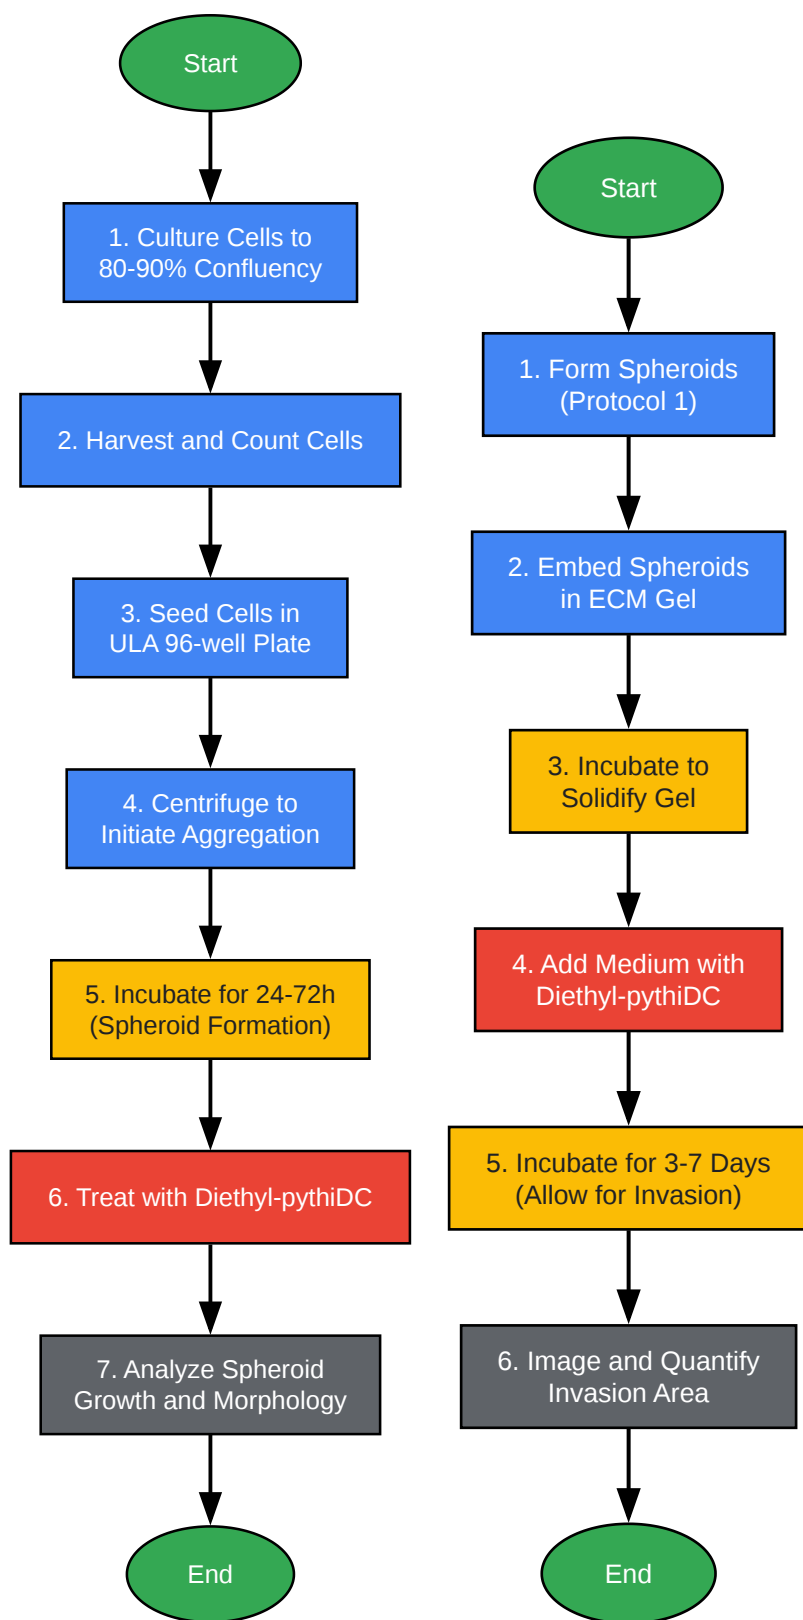 Start
1. Culture Cells to
80-90% Confluency
2. Harvest and Count Cells
3. Seed Cells in
ULA 96-well Plate
4. Centrifuge to
Initiate Aggregation
5. Incubate for 24-72h
(Spheroid Formation)
6. Treat with Diethyl-pythiDC
7. Analyze Spheroid
Growth and Morphology
End
Start
1. Form Spheroids
(Protocol 1)
2. Embed Spheroids
in ECM Gel
3. Incubate to
Solidify Gel
4. Add Medium with
Diethyl-pythiDC
5. Incubate for 3-7 Days
(Allow for Invasion)
6. Image and Quantify
Invasion Area
End